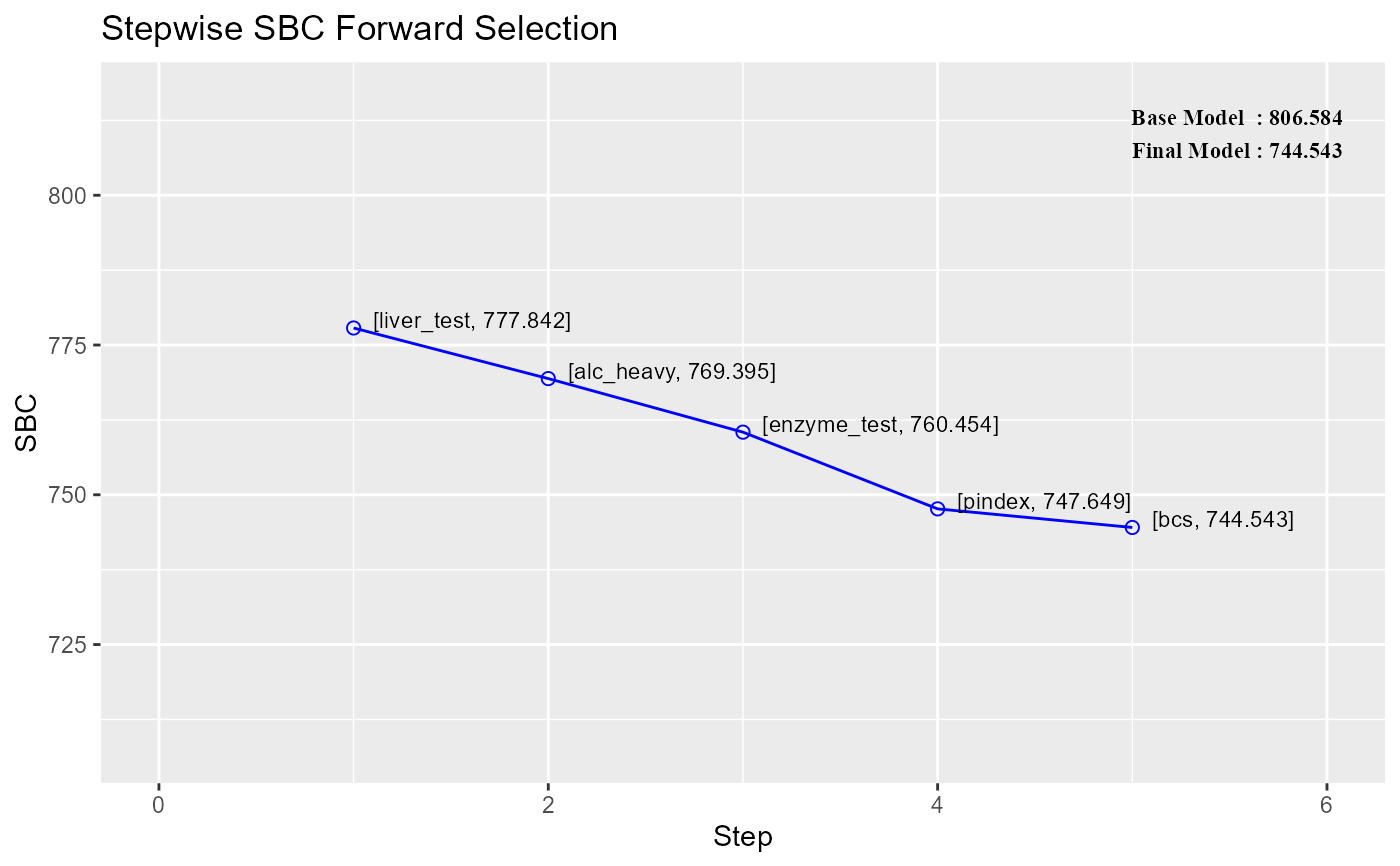 Stepwise SBC Forward Selection
Base Model : 806.584
Final Model : 744.543
800
775
750
725
SBC
[liver_test, 777.842]
[alc_heavy, 769.395]
[enzyme_test, 760.454]
[pindex, 747.649]
[bcs, 744.543]
0 2 4 6
Step